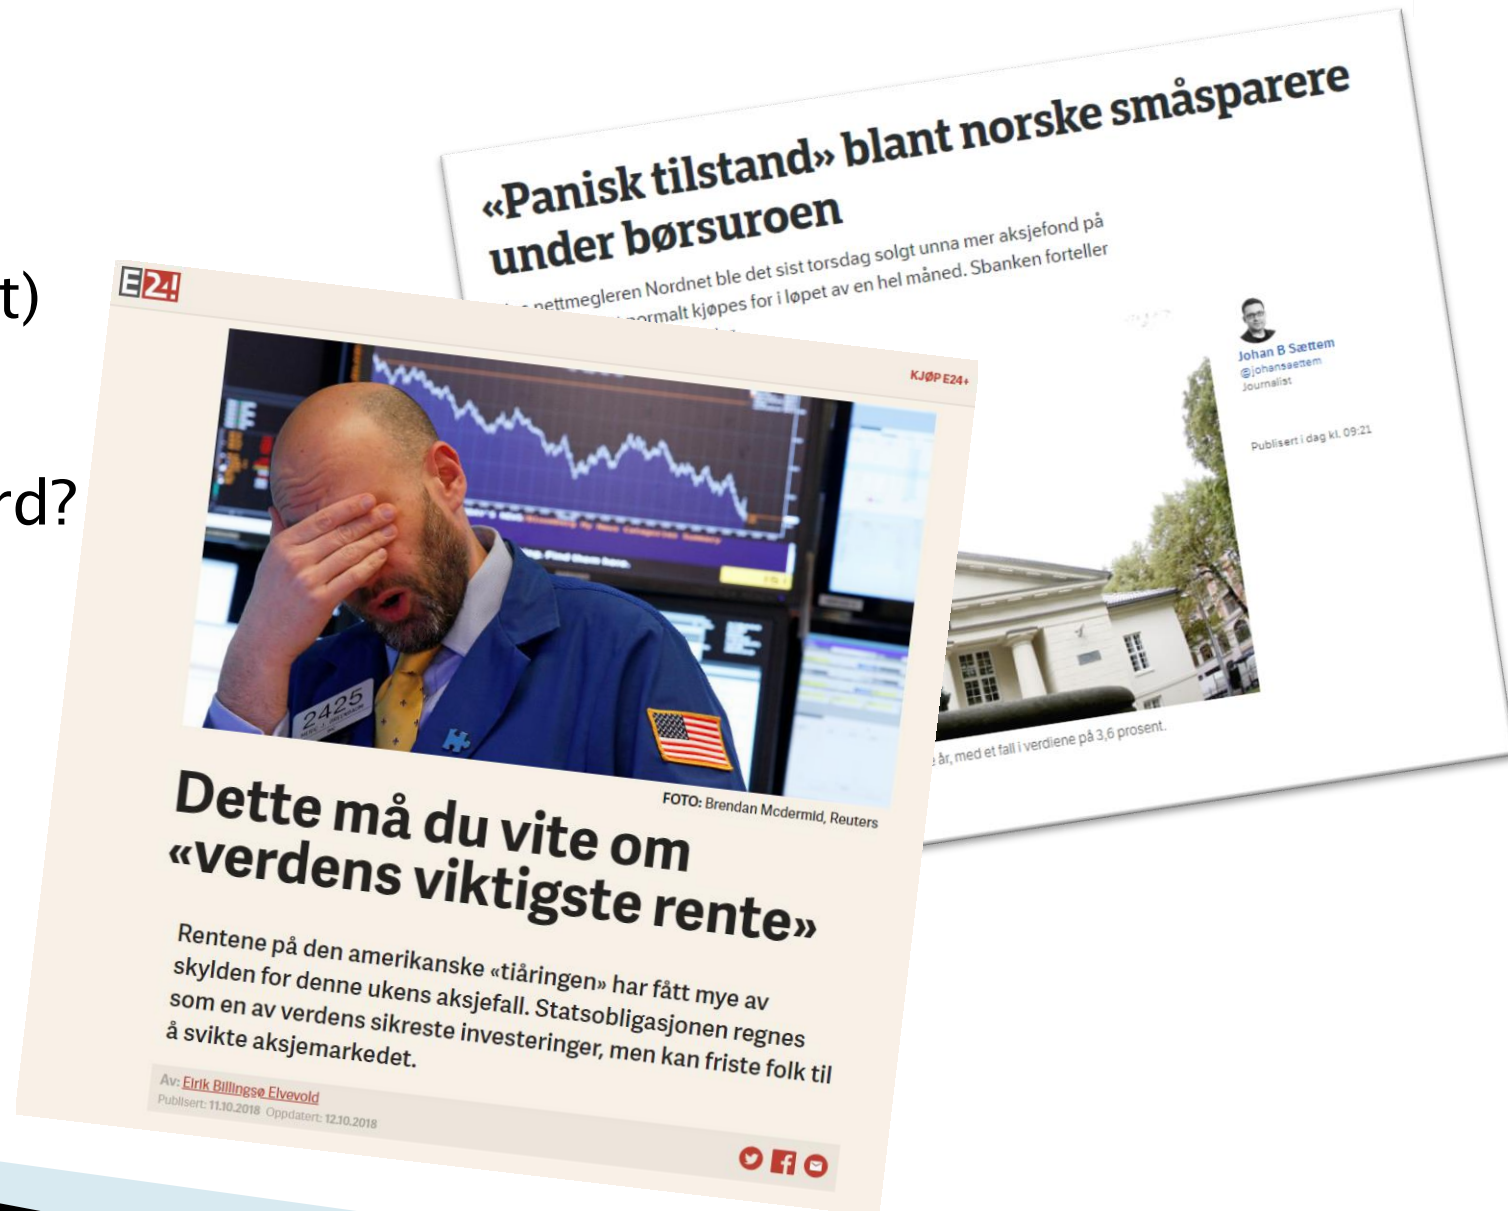 t)
rd?
«Panisk tilstand» blant norske småsparere
under børsuroen
nettmegleren Nordnet ble det sist torsdag solgt unna mer aksjefond på
normalt kjøpes for i løpet av en hel måned. Sbanken forteller
Johan B Sættem
@johansaettem
Journalist
Publisert i dag kl. 09:21
år, med et fall i verdiene på 3,6 prosent.
E24!
KJØP E24+
Find them here.
2425
FOTO: Brendan Mcdermid, Reuters
Dette må du vite om
«verdens viktigste rente»
Rentene på den amerikanske «tiåringen» har fått mye av
skylden for denne ukens aksjefall. Statsobligasjonen regnes
som en av verdens sikreste investeringer, men kan friste folk til
å svikte aksjemarkedet.
Av: Eirik Billingsø Elvevold
Publisert: 11.10.2018 Oppdatert: 12.10.2018